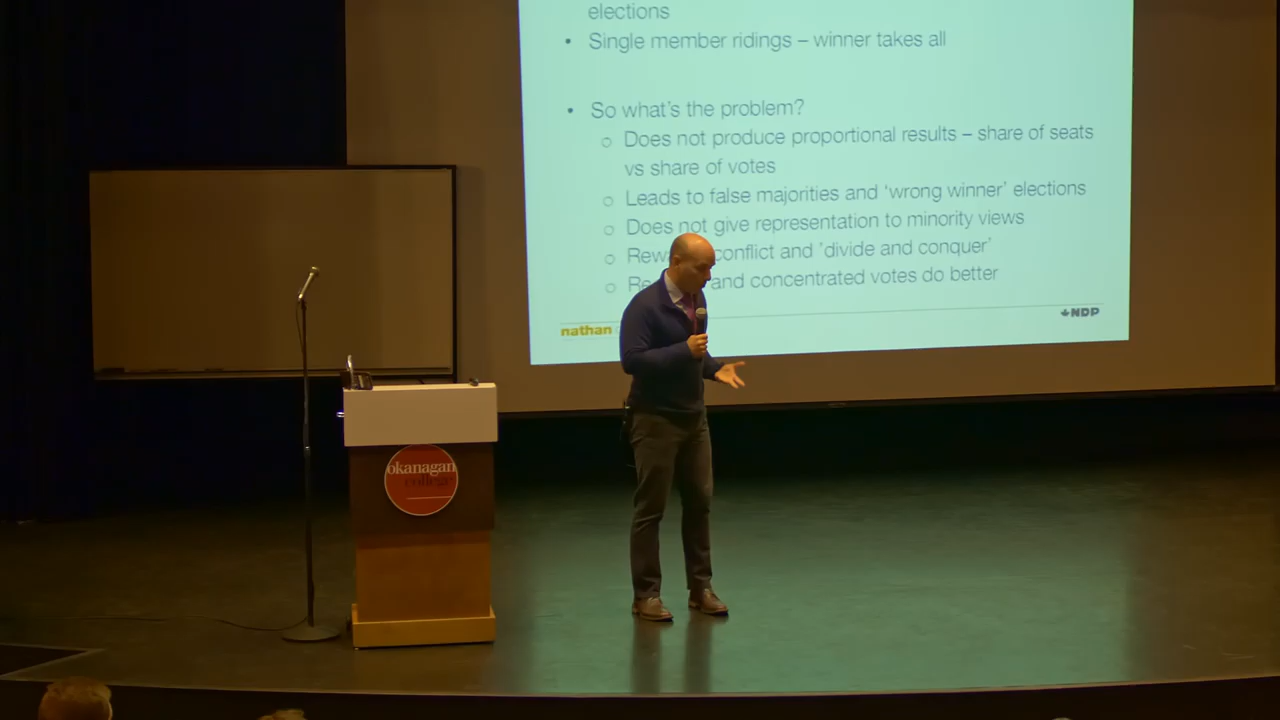 elections
• Single member ridings – winner takes all
• So what's the problem?
○ Does not produce proportional results – share of seats
vs share of votes
○ Leads to false majorities and 'wrong winner' elections
○ Does not give representation to minority views
○ conflict and 'divide and conquer'
○ and concentrated votes do better
nathan
NDP
okanagan
college